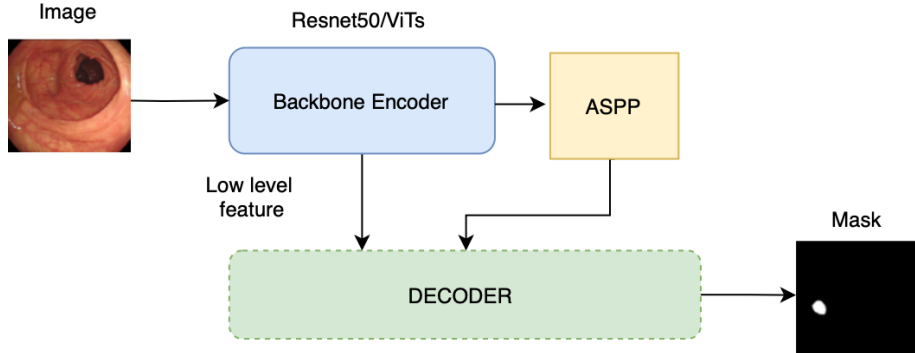 Image
Resnet50/ViTs
Backbone Encoder
ASPP
Low level
feature
Mask
DECODER